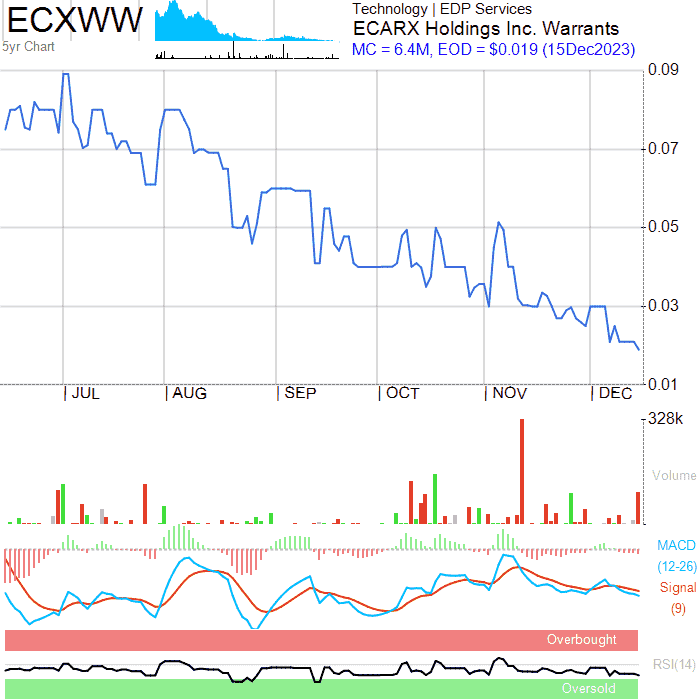 ECXWW
5yr Chart
Technology | EDP Services
ECARX Holdings Inc. Warrants
MC = 6.4M, EOD = $0.019 (15Dec2023)
0.09
0.07
0.05
0.03
0.01
| JUL | AUG | SEP | OCT | NOV | DEC
328k
Volume
MACD
(12-26)
Signal
(9)
Overbought
RSI(14)
Oversold